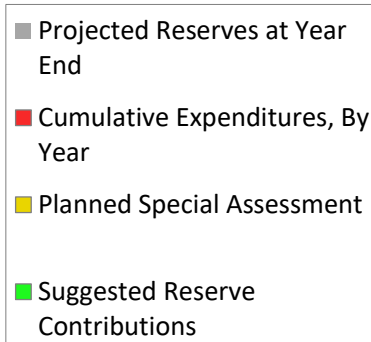 Projected Reserves at Year
End
Cumulative Expenditures, By
Year
Planned Special Assessment
Suggested Reserve
Contributions